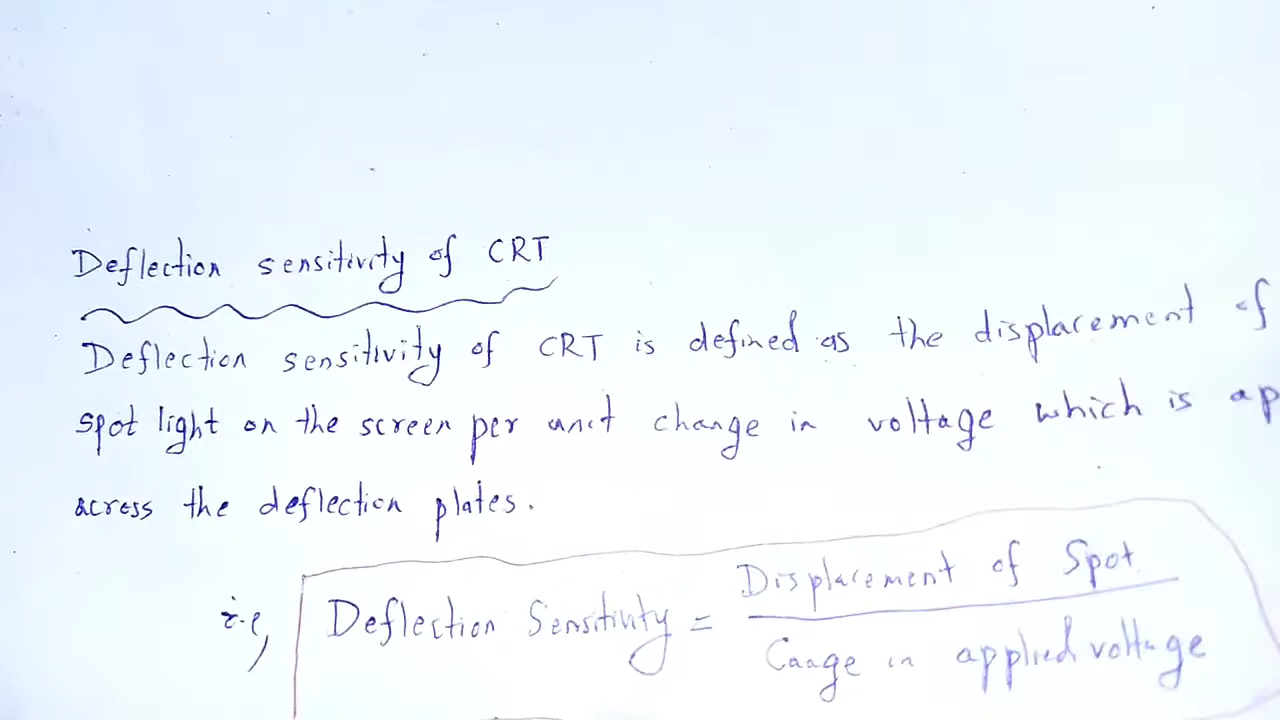 Deflection sensitivity of CRT
Deflection sensitivity of CRT is defined as the displacement of
spot light on the screen per unit change in voltage which is ap
across the deflection plates.
i.e, Deflection Sensitivity = Displacement of Spot
Caage in applied voltage